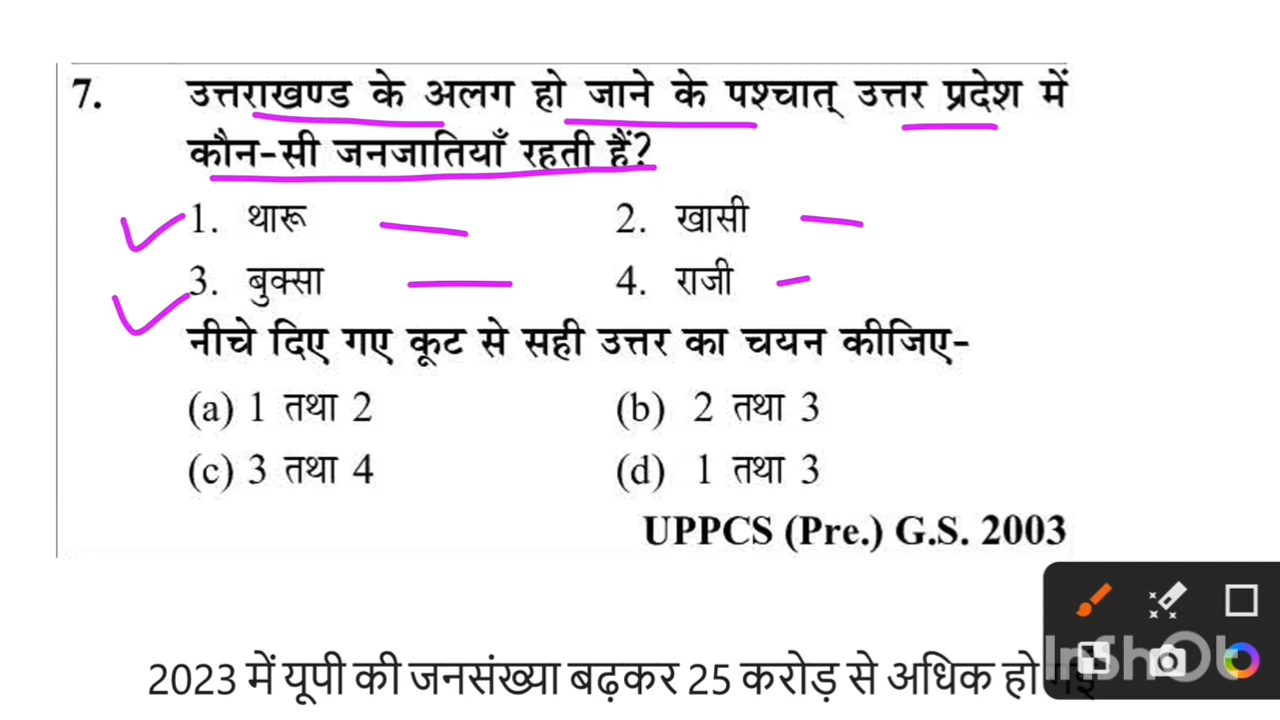 7. उत्तराखण्ड के अलग हो जाने के पश्चात् उत्तर प्रदेश में
कौन-सी जनजातियाँ रहती हैं?
1. थारू 2. खासी
3. बुक्सा 4. राजी
नीचे दिए गए कूट से सही उत्तर का चयन कीजिए-
(a) 1 तथा 2 (b) 2 तथा 3
(c) 3 तथा 4 (d) 1 तथा 3
UPPCS (Pre.) G.S. 2003
InShOt
2023 में यूपी की जनसंख्या बढ़कर 25 करोड़ से अधिक हो गई